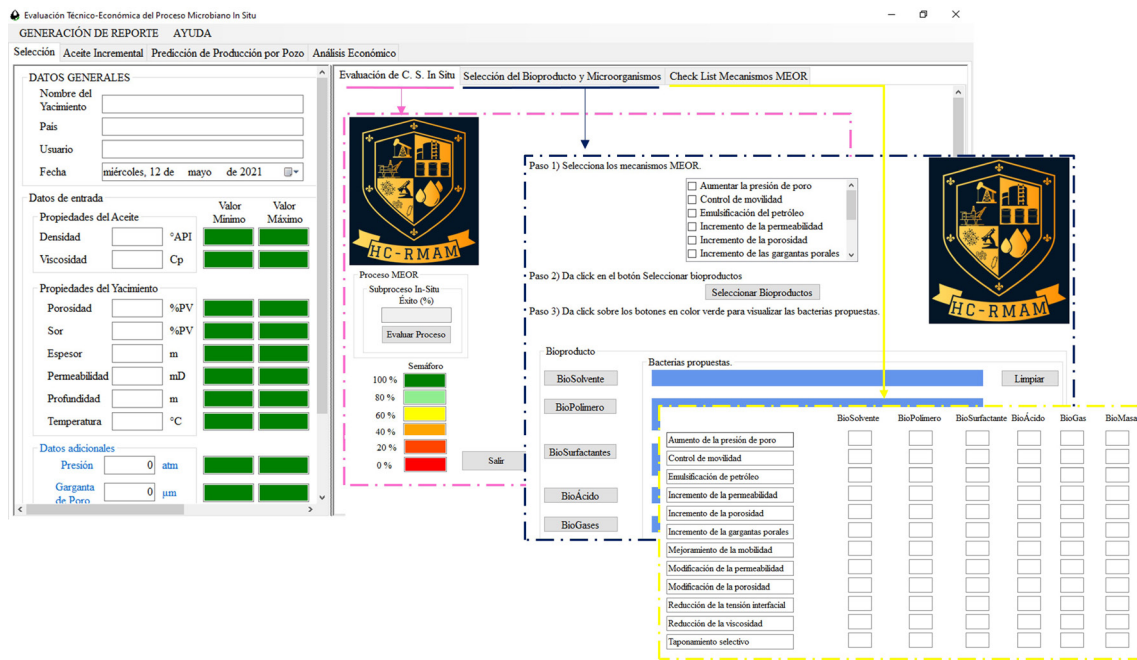 Evaluación Técnico-Económica del Proceso Microbiano In Situ
GENERACIÓN DE REPORTE AYUDA
Selección Aceite Incremental Predicción de Producción por Pozo Análisis Económico
DATOS GENERALES
Nombre del
Yacimiento
Pais
Usuario
Fecha miércoles, 12 de mayo de 2021
Datos de entrada
Valor Minimo
Valor Máximo
Propiedades del Aceite
Densidad °API
Viscosidad Cp
Propiedades del Yacimiento
Porosidad %PV
Sor %PV
Espesor m
Permeabilidad mD
Profundidad m
Temperatura °C
Datos adicionales
Presión 0 atm
Garganta
de Poro 0 µm
Evaluación de C. S. In Situ Selección del Bioproducto y Microorganismos Check List Mecanismos MEOR
HC-RMAM
Proceso MEOR
Subproceso In-Situ
Éxito (%)
Evaluar Proceso
Semáforo
100 %
80 %
60 %
40 %
20 %
0 %
Salir
Paso 1) Selecciona los mecanismos MEOR.
Aumentar la presión de poro
Control de movilidad
Emulsificación del petróleo
Incremento de la permeabilidad
Incremento de la porosidad
Incremento de las gargantas porales
Paso 2) Da click en el botón Seleccionar bioproductos
Seleccionar Bioproductos
Paso 3) Da click sobre los botones en color verde para visualizar las bacterias propuestas.
HC-RMAM
Bioproducto
Bacterias propuestas.
BioSolvente
Limpiar
BioPolimero
BioSurfactantes
BioÁcido
BioGases
BioSolvente BioPolimero BioSurfactante BioÁcido BioGas BioMasa
Aumento de la presión de poro
Control de movilidad
Emulsificación de petróleo
Incremento de la permeabilidad
Incremento de la porosidad
Incremento de la gargantas porales
Mejoramiento de la mobilidad
Modificación de la permeabilidad
Modificación de la porosidad
Reducción de la tensión interfacial
Reducción de la viscosidad
Taponamiento selectivo